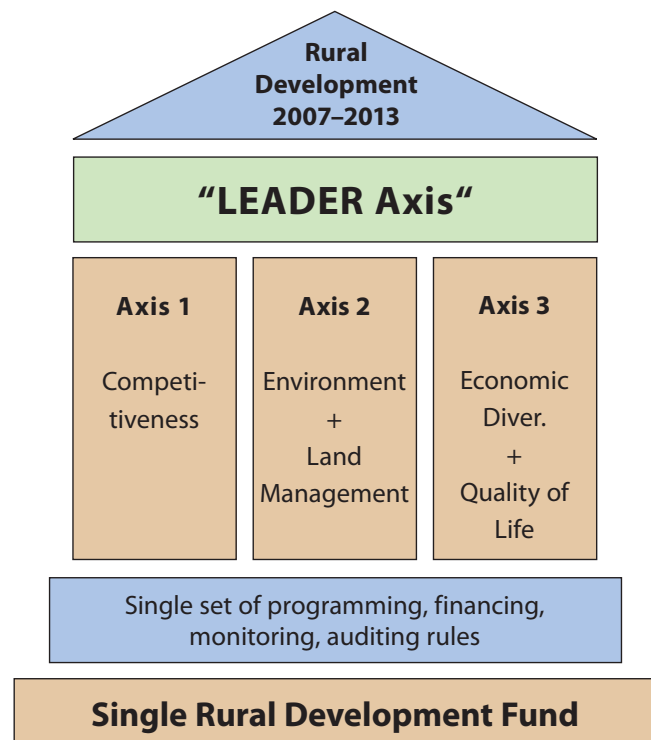 Rural
Development
2007–2013
“LEADER Axis“
Axis 1
Competi-
tiveness
Axis 2
Environment
+
Land
Management
Axis 3
Economic
Diver.
+
Quality of
Life
Single set of programming, financing,
monitoring, auditing rules
Single Rural Development Fund